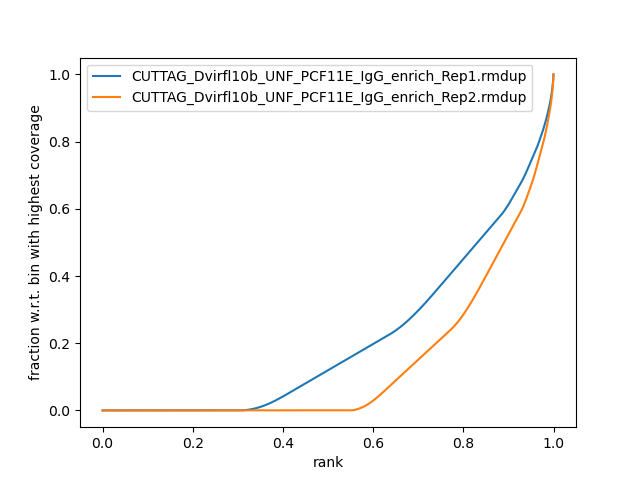 CUTTAG_Dvirfl10b_UNF_PCF11E_IgG_enrich_Rep1.rmdup
CUTTAG_Dvirfl10b_UNF_PCF11E_IgG_enrich_Rep2.rmdup
fraction w.r.t. bin with highest coverage
1.0
0.8
0.6
0.4
0.2
0.0
0.0 0.2 0.4 0.6 0.8 1.0
rank